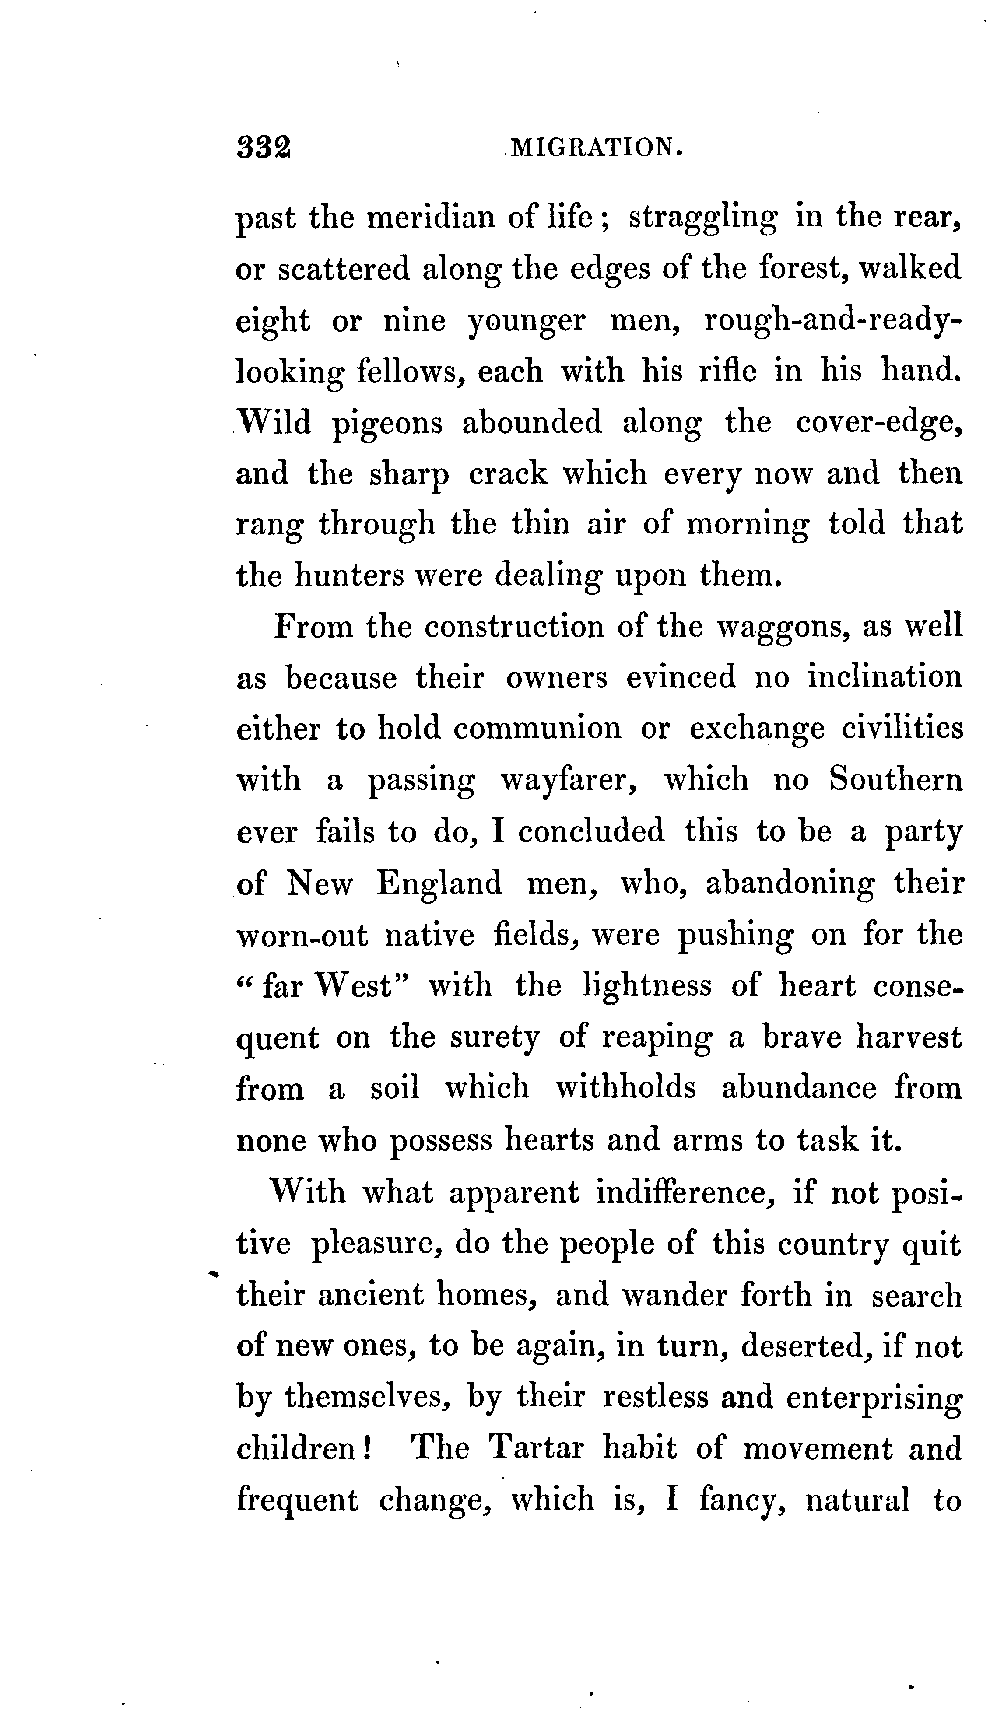 332 MIGRATION.
past the meridian of life ; straggling in the rear,
or scattered along the edges of the forest, walked
eight or nine younger men, rough-and-ready-
looking fellows, each with his rifle in his hand.
Wild pigeons abounded along the cover-edge,
and the sharp crack which every now and then
rang through the thin air of morning told that
the hunters were dealing upon them.
From the construction of the waggons, as well
as because their owners evinced no inclination
either to hold communion or exchange civilities
with a passing wayfarer, which no Southern
ever fails to do, I concluded this to be a party
of New England men, who, abandoning their
worn-out native fields, were pushing on for the
“ far West” with the lightness of heart conse-
quent on the surety of reaping a brave harvest
from a soil which withholds abundance from
none who possess hearts and arms to task it.
With what apparent indifference, if not posi-
tive pleasure, do the people of this country quit
their ancient homes, and wander forth in search
of new ones, to be again, in turn, deserted, if not
by themselves, by their restless and enterprising
children ! The Tartar habit of movement and
frequent change, which is, I fancy, natural to